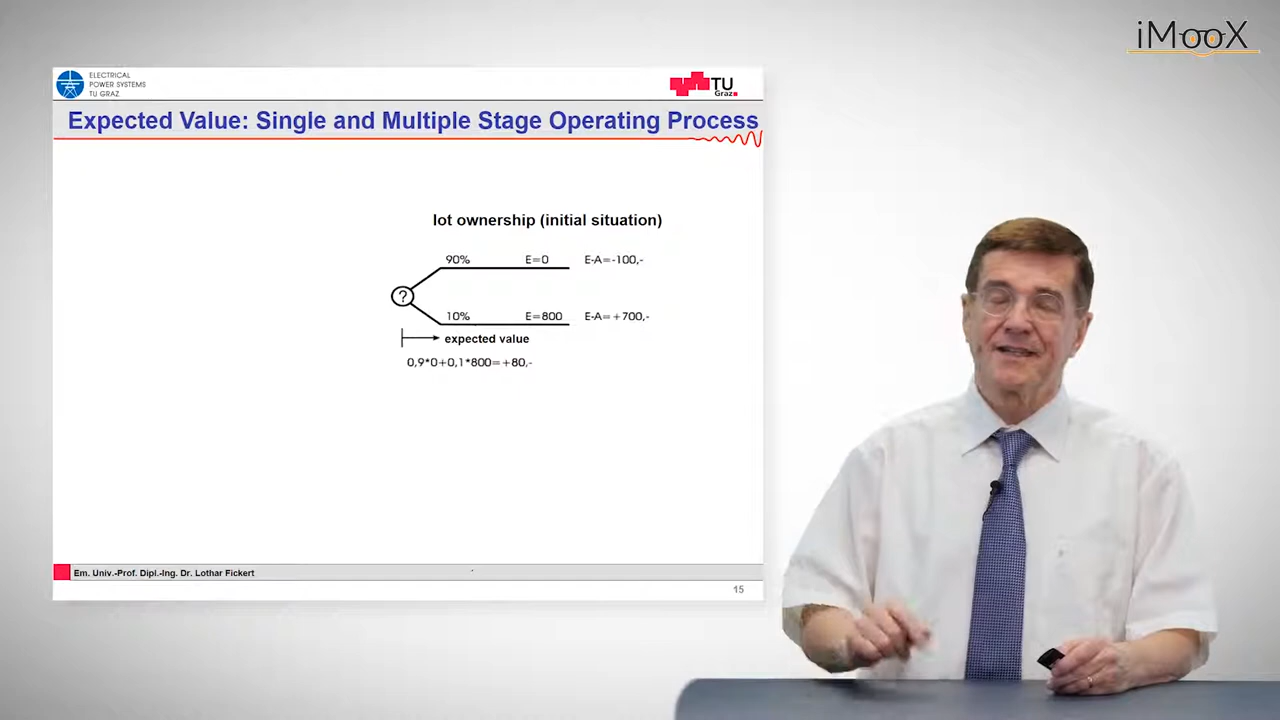 iMooX
ELECTRICAL
POWER SYSTEMS
TU GRAZ
TU
Graz
Expected Value: Single and Multiple Stage Operating Process
lot ownership (initial situation)
90% E=0 E-A=-100,-
?
10% E=800 E-A=+700,-
expected value
0,9*0+0,1*800=+80,-
Em. Univ.-Prof. Dipl.-Ing. Dr. Lothar Fickert
15